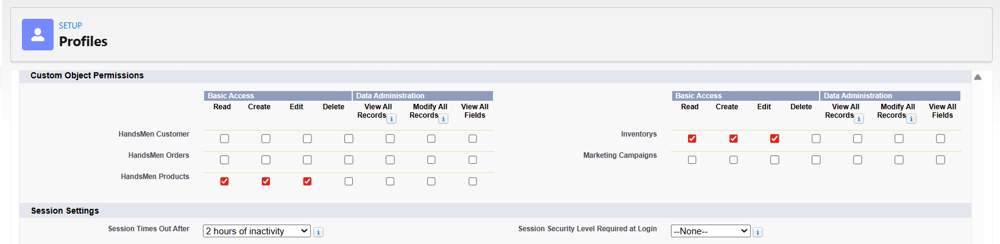 SETUP
Profiles
Custom Object Permissions
Basic Access Data Administration Basic Access Data Administration
Read Create Edit Delete View All Records i Modify All Records i View All Fields Read Create Edit Delete View All Records i Modify All Records i View All Fields
HandsMen Customer Inventorys
HandsMen Orders Marketing Campaigns
HandsMen Products
Session Settings
Session Times Out After 2 hours of inactivity i Session Security Level Required at Login --None-- i